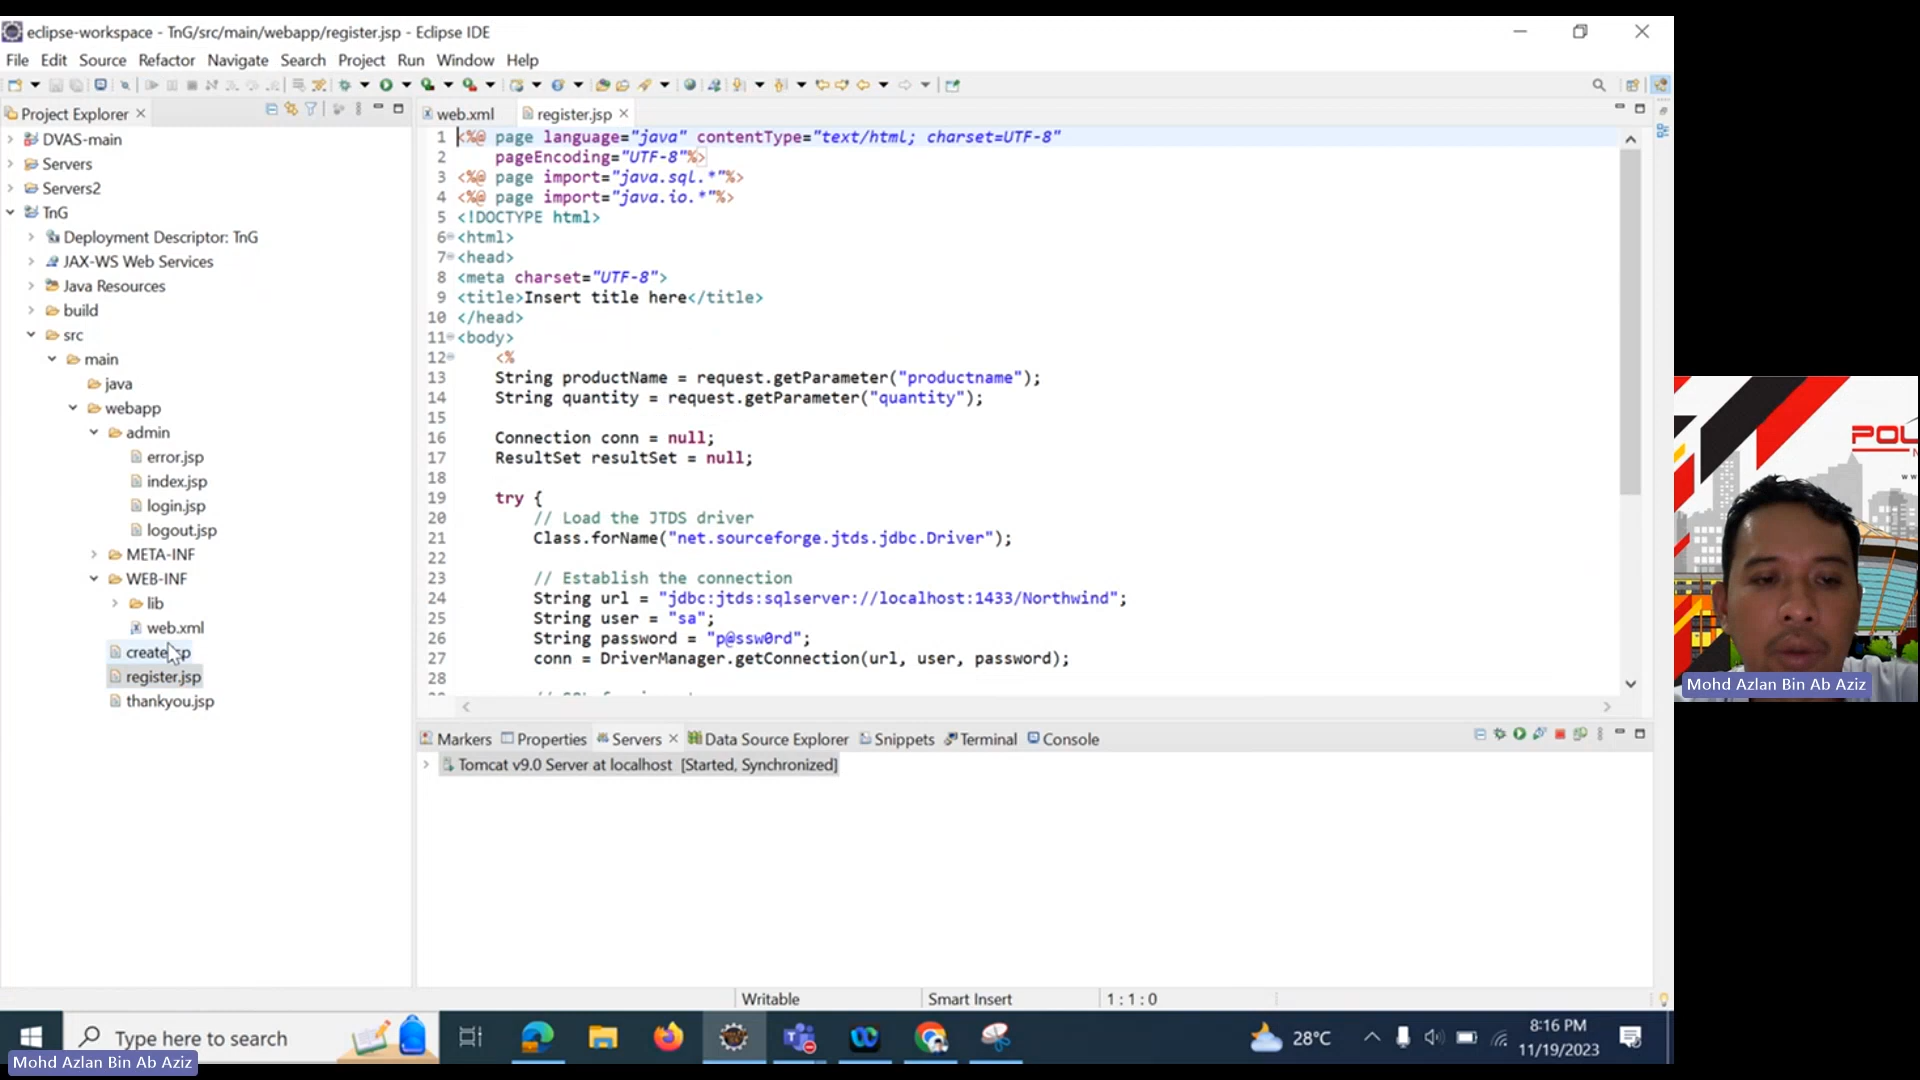 eclipse-workspace - TnG/src/main/webapp/register.jsp - Eclipse IDE
File Edit Source Refactor Navigate Search Project Run Window Help
Project Explorer
DVAS-main
Servers
Servers2
TnG
Deployment Descriptor: TnG
JAX-WS Web Services
Java Resources
build
src
main
java
webapp
admin
error.jsp
index.jsp
login.jsp
logout.jsp
META-INF
WEB-INF
lib
web.xml
register.jsp
thankyou.jsp
web.xml register.jsp
1 <%@ page language="java" contentType="text/html; charset=UTF-8"
2 pageEncoding="UTF-8"%>
3 <%@ page import="java.sql.*"%>
4 <%@ page import="java.io.*"%>
5 <!DOCTYPE html>
6 <html>
7 <head>
8 <meta charset="UTF-8">
9 <title>Insert title here</title>
10 </head>
11 <body>
12 <%
13 String productName = request.getParameter("productname");
14 String quantity = request.getParameter("quantity");
15
16 Connection conn = null;
17 ResultSet resultSet = null;
18
19 try {
20 // Load the JTDS driver
21 Class.forName("net.sourceforge.jtds.jdbc.Driver");
22
23 // Establish the connection
24 String url = "jdbc:jtds:sqlserver://localhost:1433/Northwind";
25 String user = "sa";
26 String password = "p@ssw0rd";
27 conn = DriverManager.getConnection(url, user, password);
28
Markers Properties Servers Data Source Explorer Snippets Terminal Console
Tomcat v9.0 Server at localhost [Started, Synchronized]
Writable Smart Insert 1 : 1 : 0
Type here to search
28°C
8:16 PM
11/19/2023
Mohd Azlan Bin Ab Aziz
POL
Mohd Azlan Bin Ab Aziz